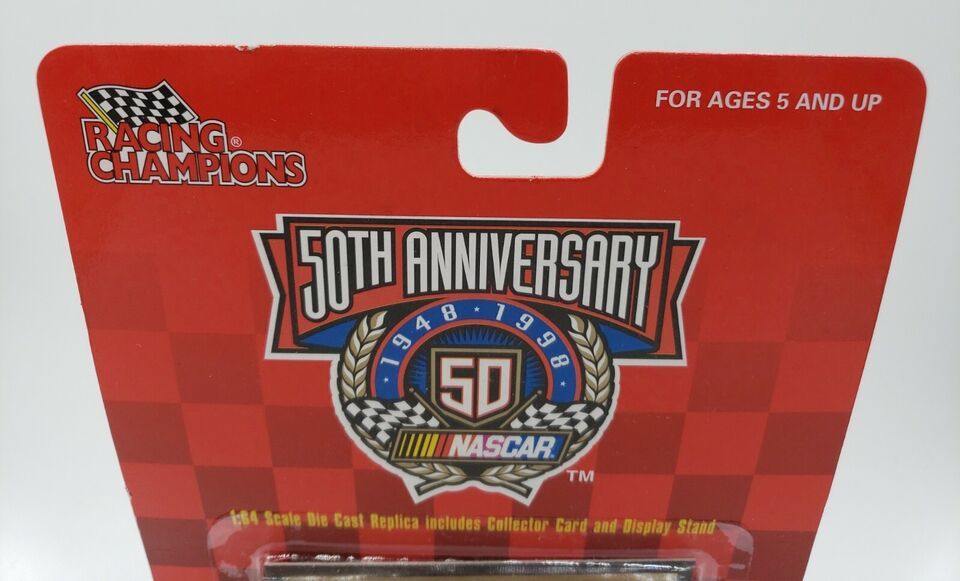 RACING®
CHAMPIONS
FOR AGES 5 AND UP
50TH ANNIVERSARY
1948 * 1998
50
NASCAR
TM
1:64 Scale Die Cast Replica includes Collector Card and Display Stand